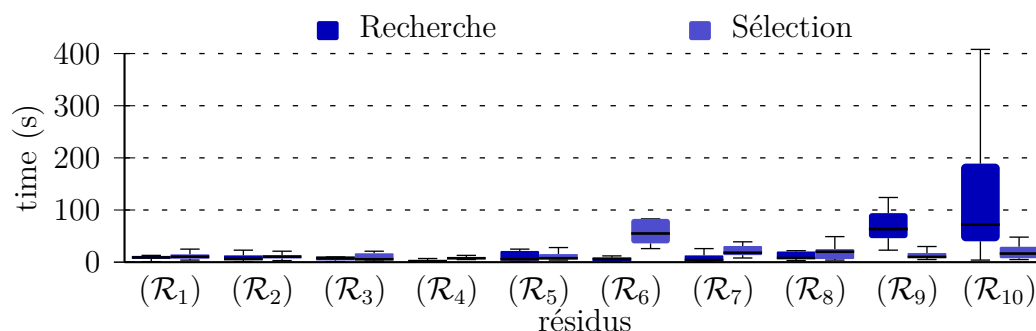 Recherche Sélection
400
300
200
100
0
time (s)
(ℛ₁) (ℛ₂) (ℛ₃) (ℛ₄) (ℛ₅) (ℛ₆) (ℛ₇) (ℛ₈) (ℛ₉) (ℛ₁₀)
résidus